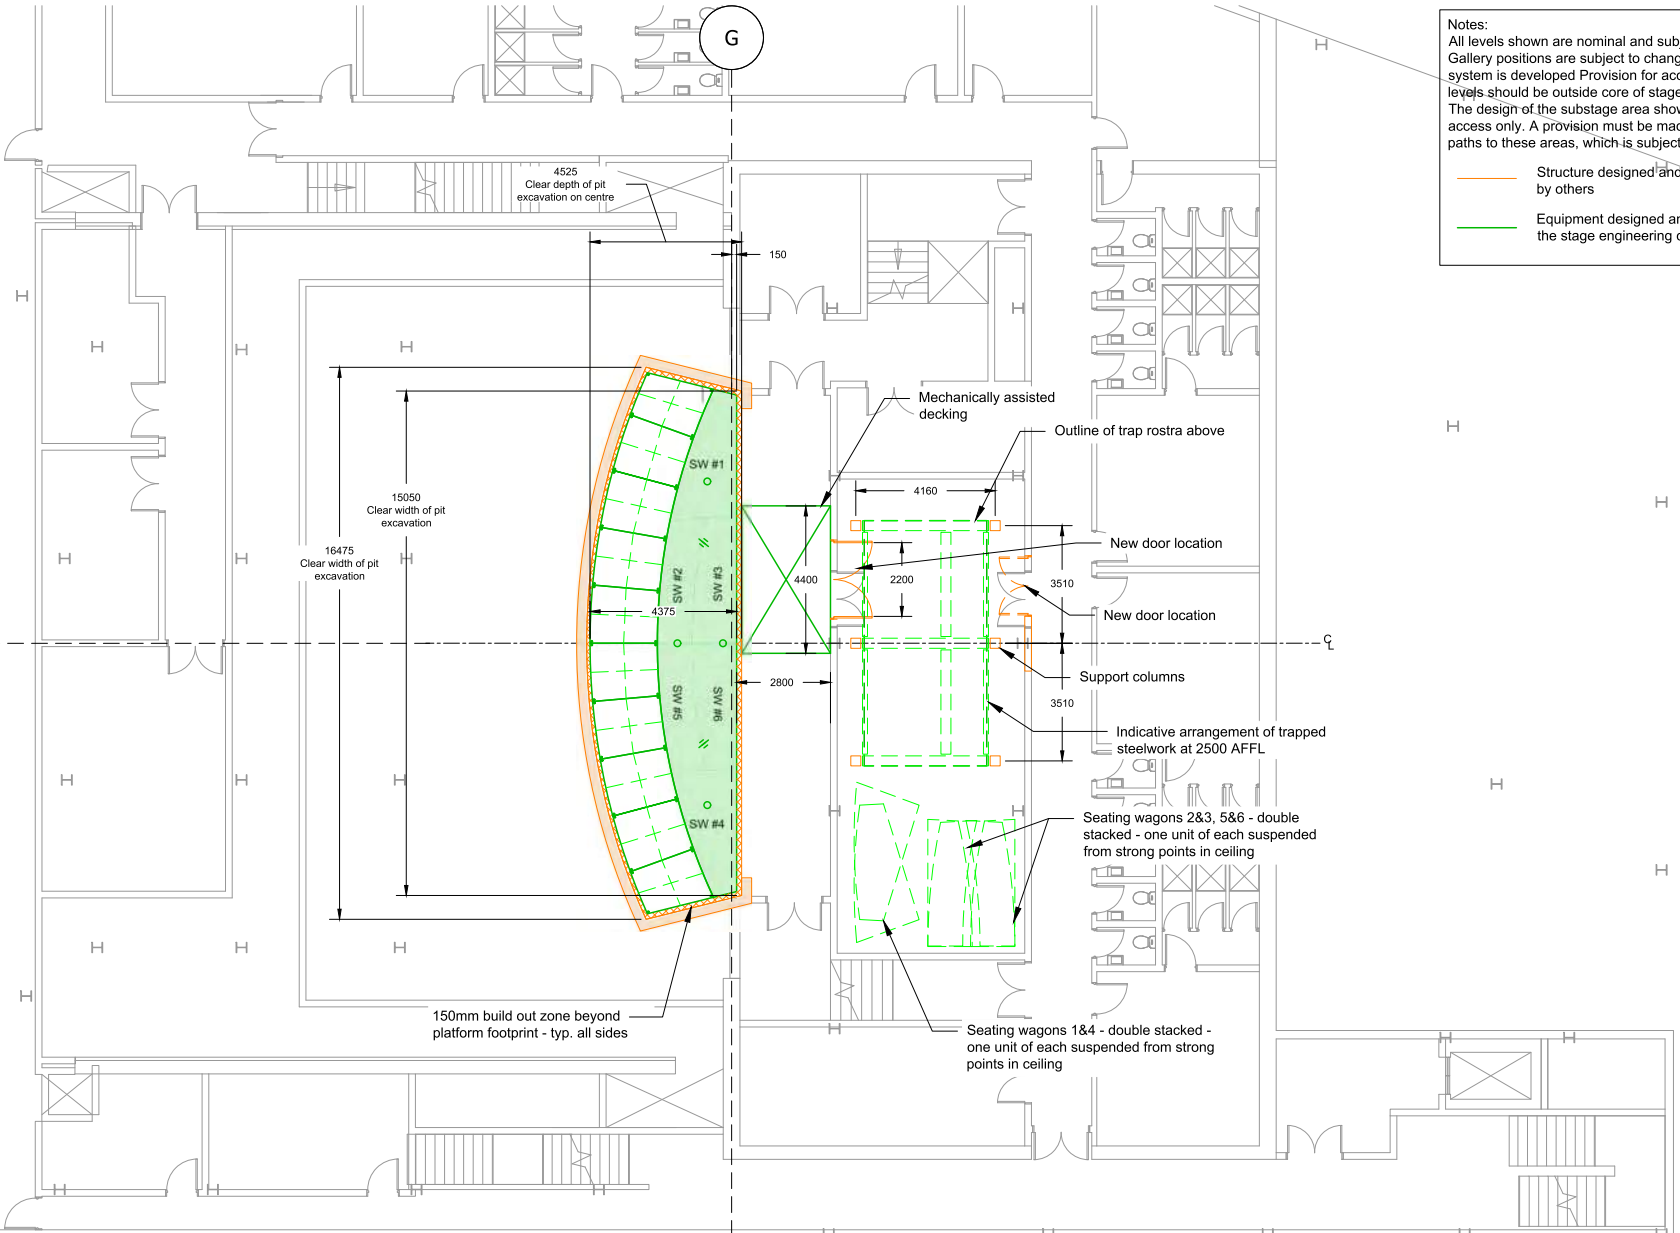 G
Notes:
All levels shown are nominal and sub
Gallery positions are subject to chang
system is developed Provision for acc
levels should be outside core of stage
The design of the substage area show
access only. A provision must be mad
paths to these areas, which is subject
Structure designed and
by others
Equipment designed an
the stage engineering c
4525
Clear depth of pit
excavation on centre
150
Mechanically assisted
decking
Outline of trap rostra above
SW #1
4160
15050
Clear width of pit
excavation
16475
Clear width of pit
excavation
New door location
SW #2
SW #3
4400
2200
3510
4375
New door location
℄
2800
Support columns
SW #5
SW #6
3510
Indicative arrangement of trapped
steelwork at 2500 AFFL
SW #4
Seating wagons 2&3, 5&6 - double
stacked - one unit of each suspended
from strong points in ceiling
150mm build out zone beyond
platform footprint - typ. all sides
Seating wagons 1&4 - double stacked -
one unit of each suspended from strong
points in ceiling